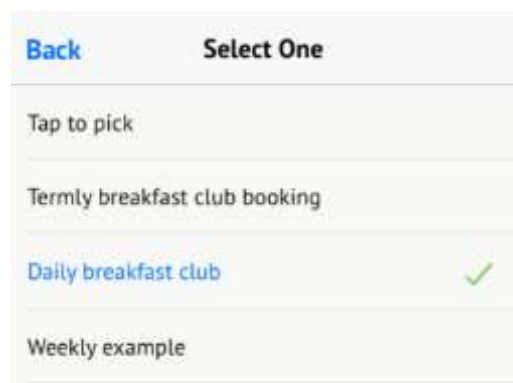 Back Select One
Tap to pick
Termly breakfast club booking
Daily breakfast club
Weekly example